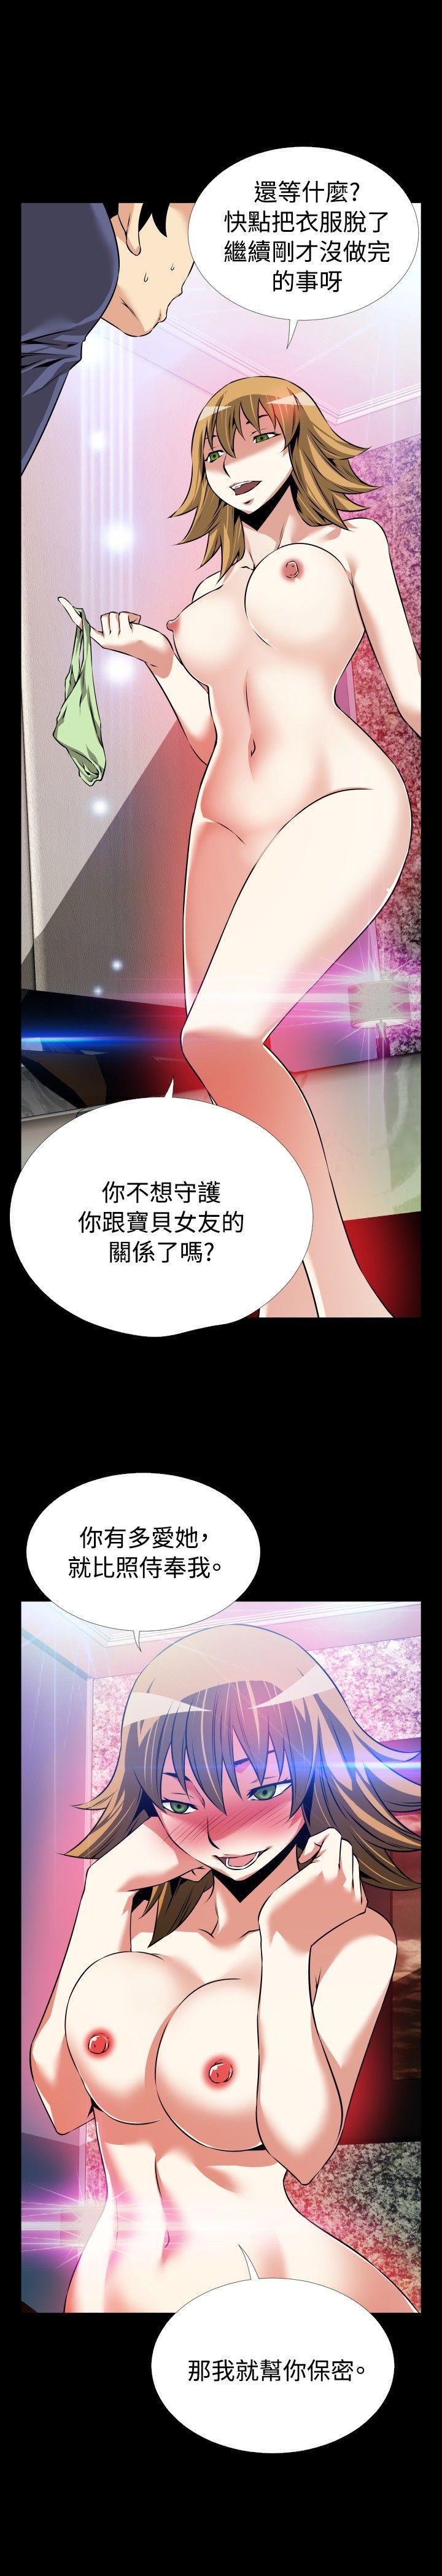 還等什麼?
快點把衣服脫了
繼續剛才沒做完
的事呀
你不想守護
你跟寶貝女友的
關係了嗎?
你有多愛她,
就比照侍奉我。
那我就幫你保密。